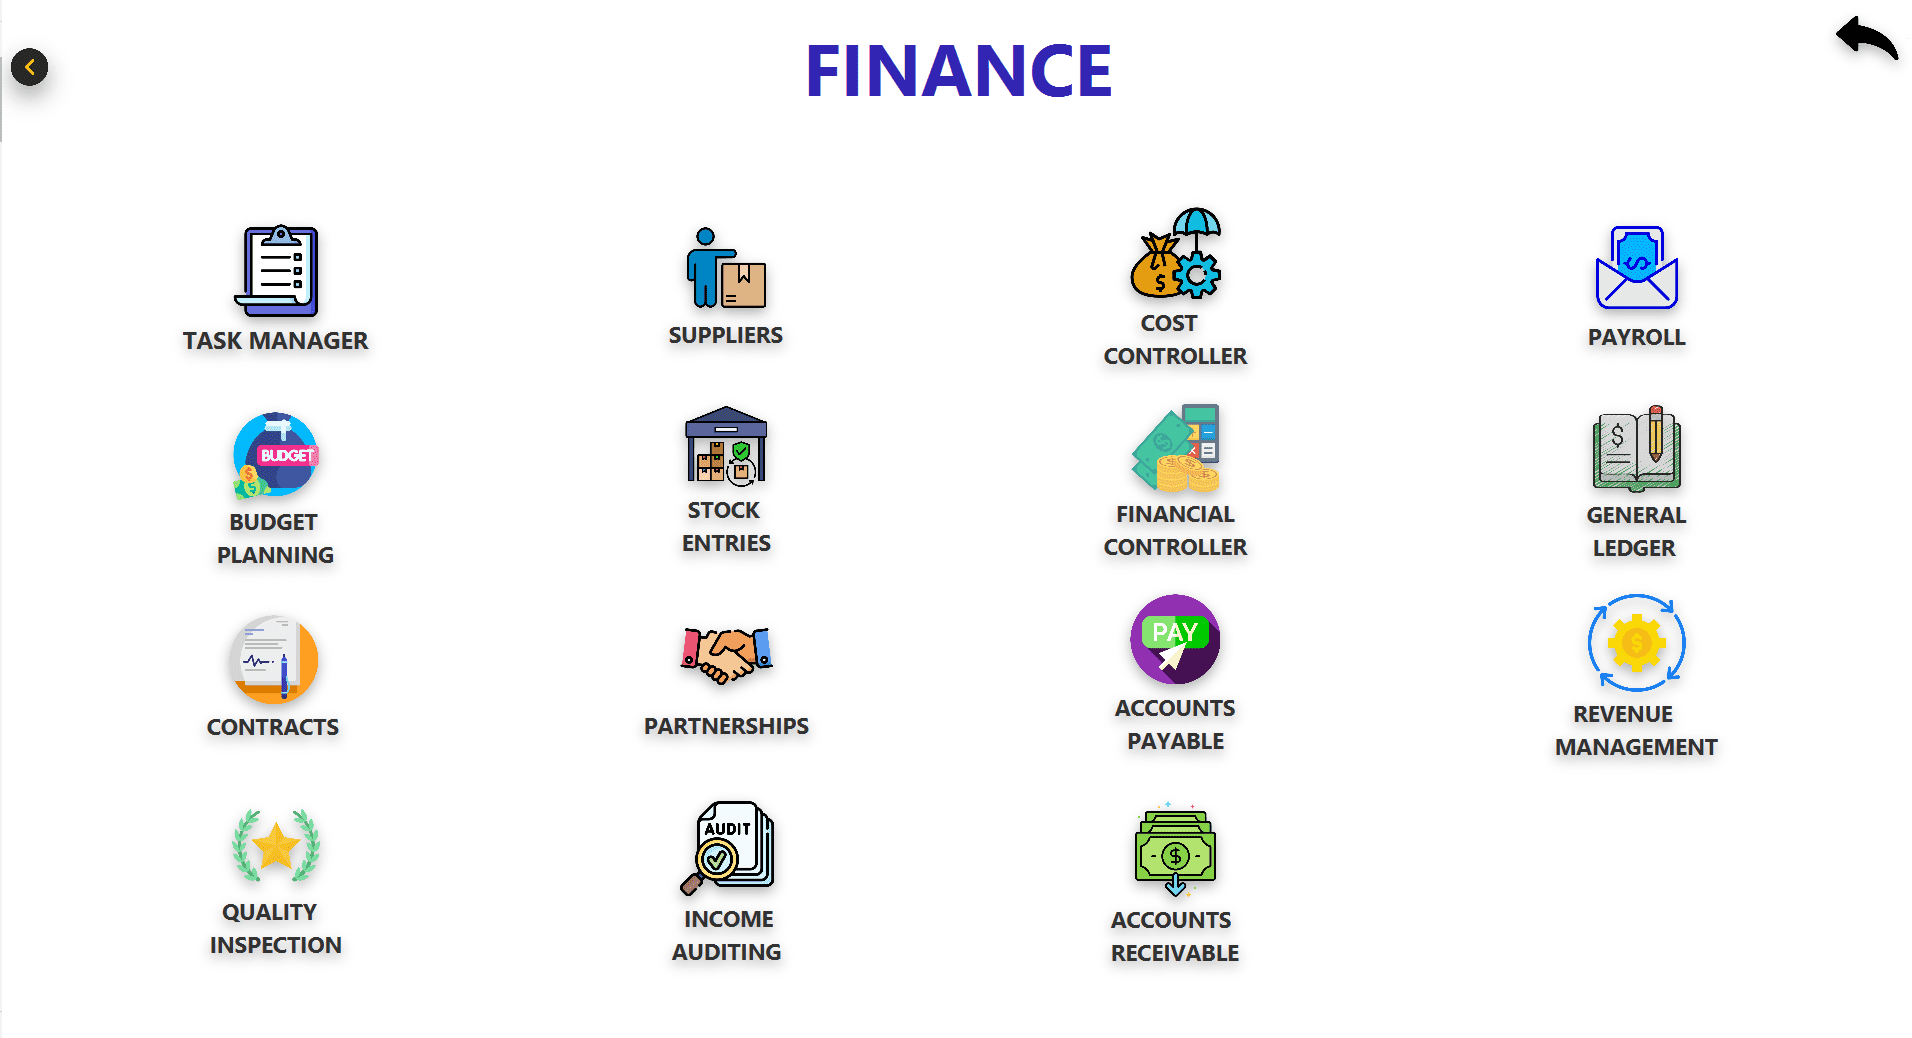 FINANCE
TASK MANAGER
SUPPLIERS
COST
CONTROLLER
PAYROLL
BUDGET
BUDGET
PLANNING
STOCK
ENTRIES
FINANCIAL
CONTROLLER
GENERAL
LEDGER
CONTRACTS
PARTNERSHIPS
PAY
ACCOUNTS
PAYABLE
REVENUE
MANAGEMENT
QUALITY
INSPECTION
AUDIT
INCOME
AUDITING
ACCOUNTS
RECEIVABLE